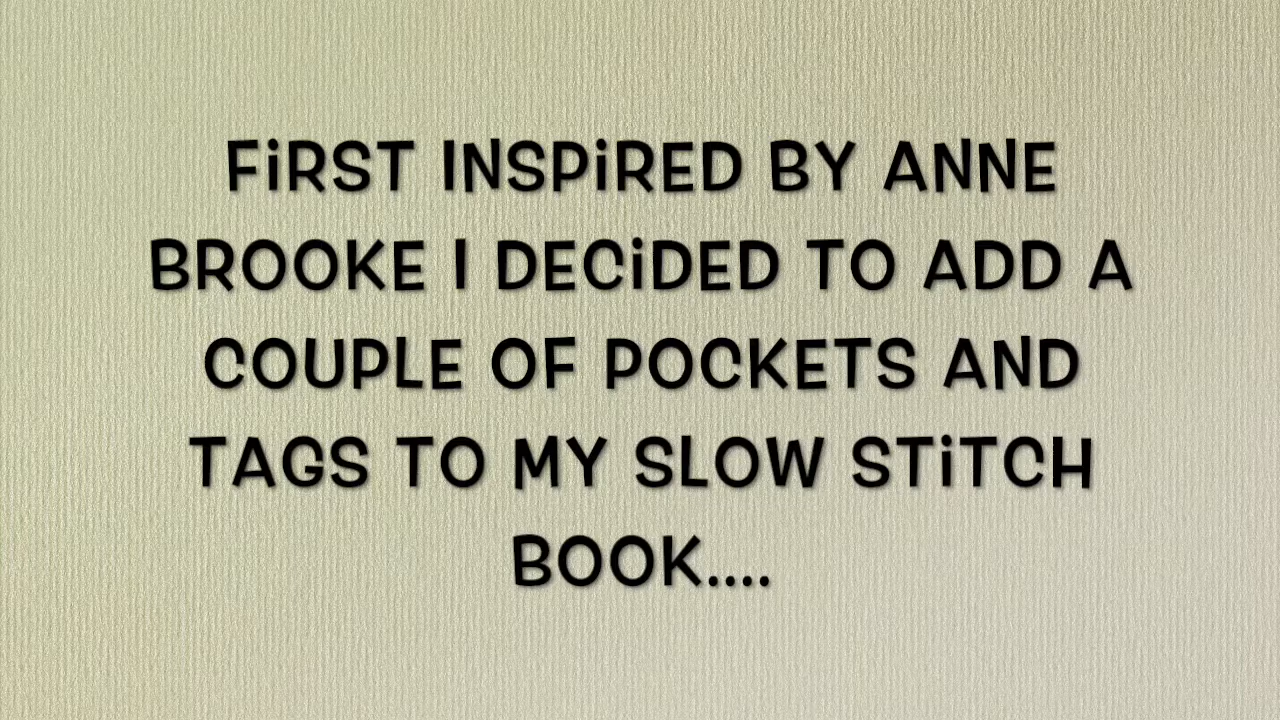 FiRST INSPiRED BY ANNE
BROOKE I DECiDED TO ADD A
COUPLE OF POCKETS AND
TAGS TO MY SLOW STiTCH
BOOK....